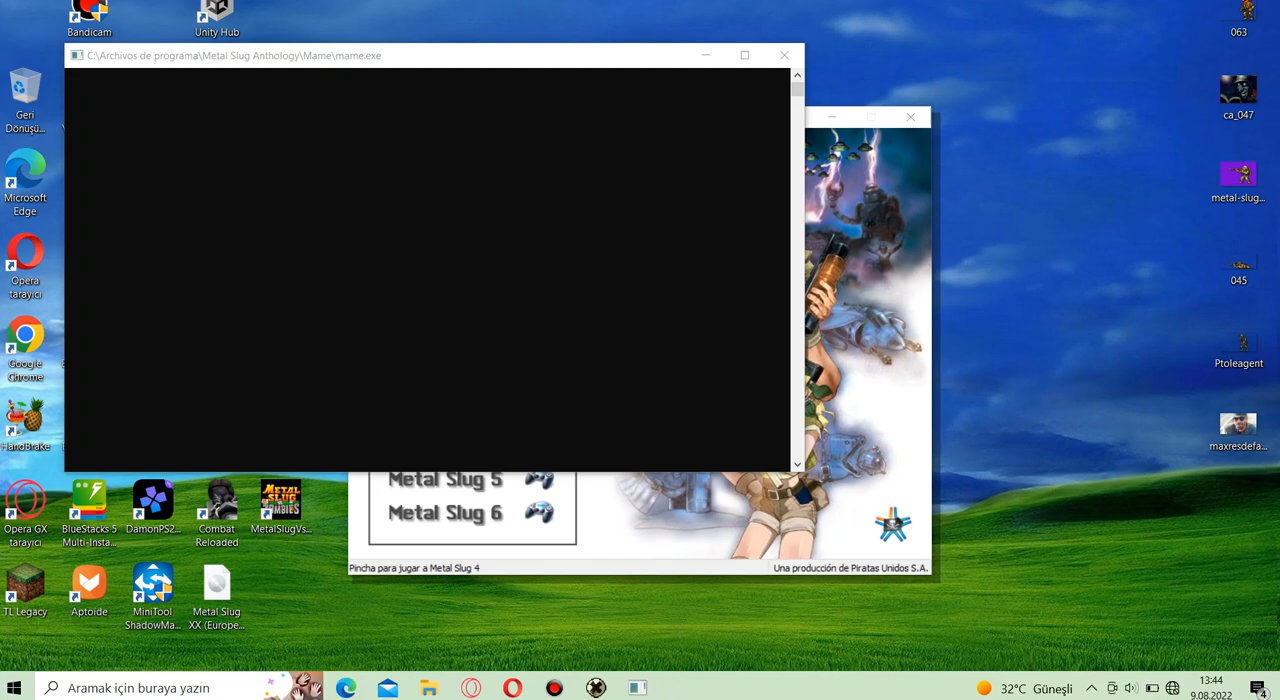 Bandicam
Unity Hub
063
C:\Archivos de programa\Metal Slug Anthology\Mame\mame.exe
Geri
Dönüşü...
ca_047
Microsoft
Edge
metal-slug...
Opera
tarayıcı
045
Google
Chrome
Ptoleagent
HandBrake
maxresdefa...
Metal Slug 5
Metal Slug 6
Opera GX
tarayıcı
BlueStacks 5
Multi-Insta...
DamonPS2...
Combat
Reloaded
METAL
SLUG
ZOMBIES
MetalSlugVs...
Pincha para jugar a Metal Slug 4
Una producción de Piratas Unidos S.A.
TL Legacy
Aptoide
MiniTool
ShadowMa...
Metal Slug
XX (Europe...
Aramak için buraya yazın
32°C Güneşli
13:44
9.08.2022
4